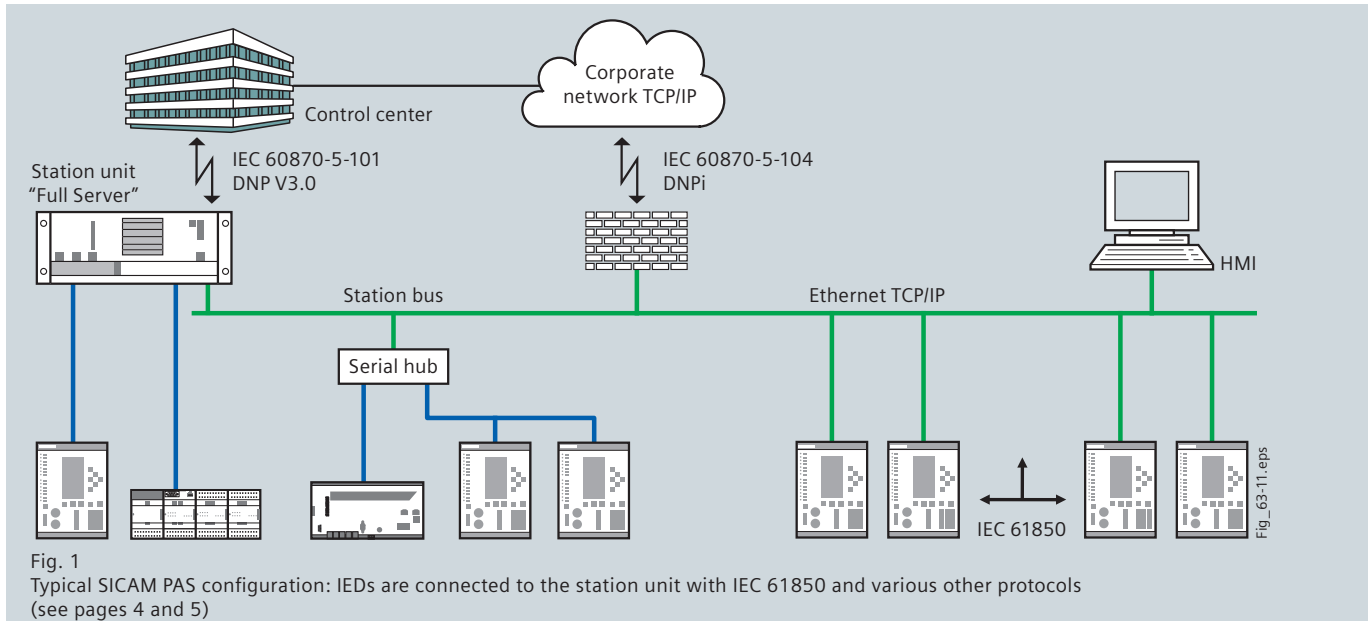 Corporate
network TCP/IP
Control center
IEC 60870-5-101
DNP V3.0
IEC 60870-5-104
DNPi
Station unit
“Full Server”
HMI
Station bus
Ethernet TCP/IP
Serial hub
IEC 61850
Fig_63-11.eps
Fig. 1
Typical SICAM PAS configuration: IEDs are connected to the station unit with IEC 61850 and various other protocols
(see pages 4 and 5)